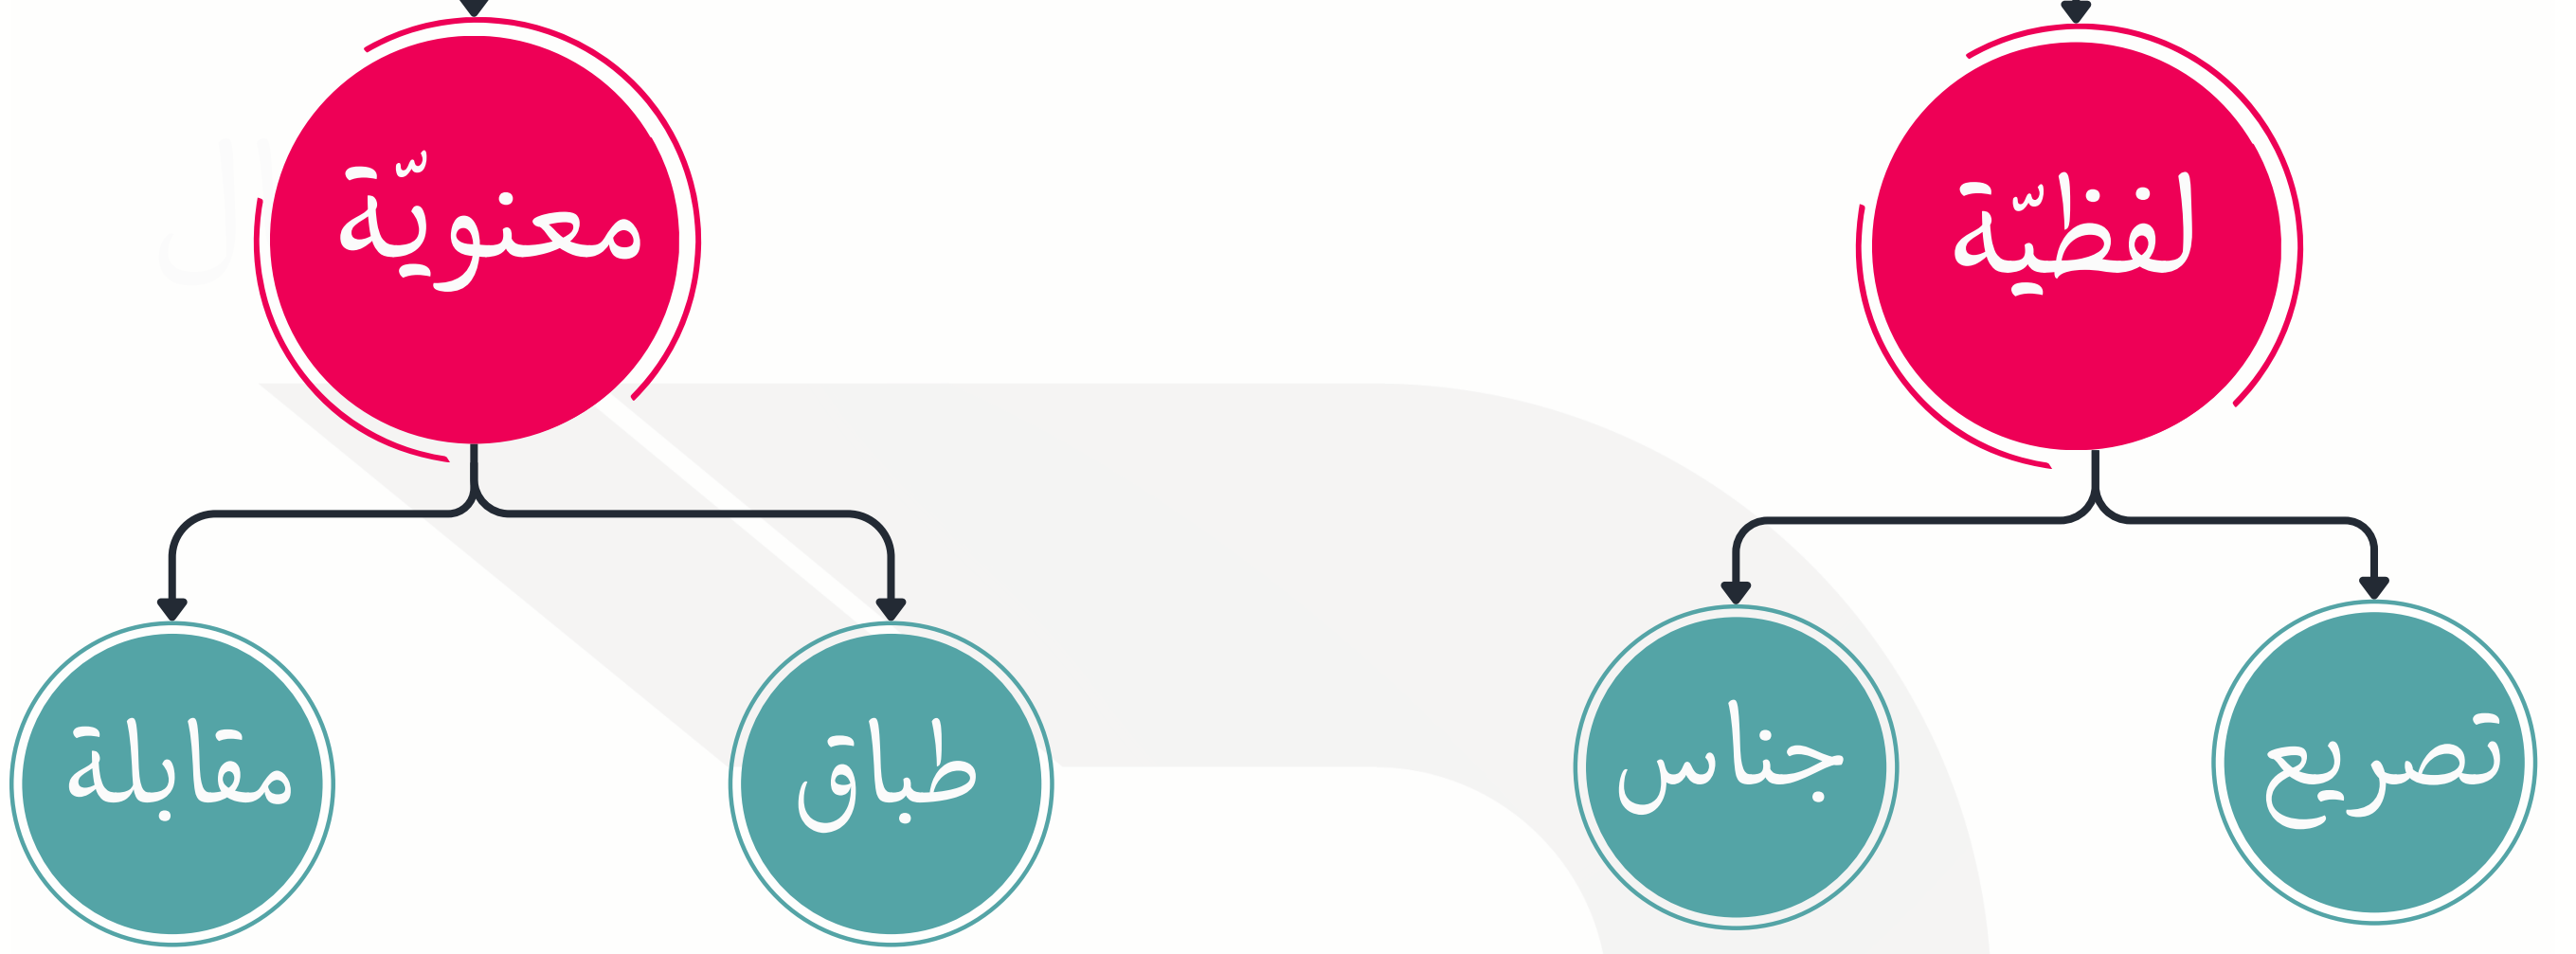 لفظيّة
معنويّة
تصريع
جناس
طباق
مقابلة